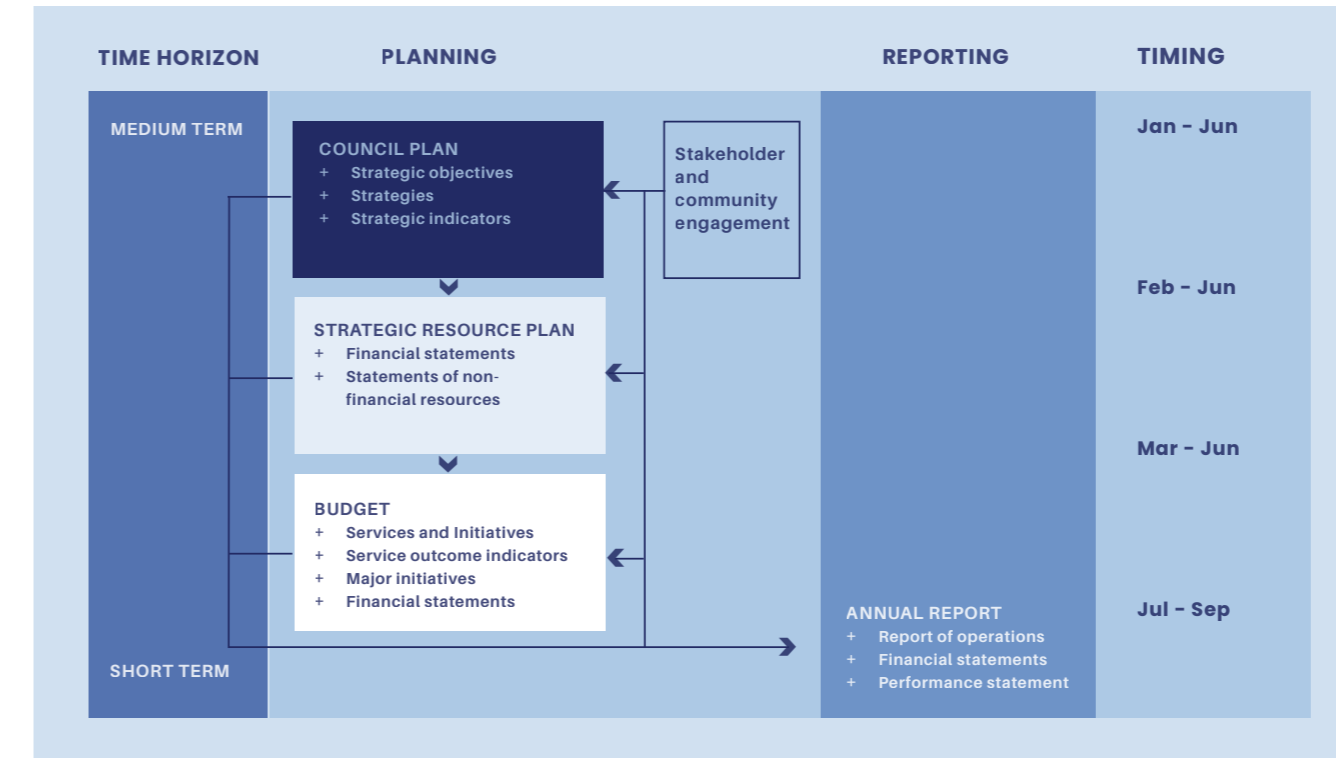 TIME HORIZON
PLANNING
REPORTING
TIMING
MEDIUM TERM
COUNCIL PLAN
+ Strategic objectives
+ Strategies
+ Strategic indicators
Stakeholder
and
community
engagement
Jan – Jun
STRATEGIC RESOURCE PLAN
+ Financial statements
+ Statements of non-
financial resources
Feb – Jun
BUDGET
+ Services and Initiatives
+ Service outcome indicators
+ Major initiatives
+ Financial statements
Mar – Jun
SHORT TERM
ANNUAL REPORT
+ Report of operations
+ Financial statements
+ Performance statement
Jul – Sep